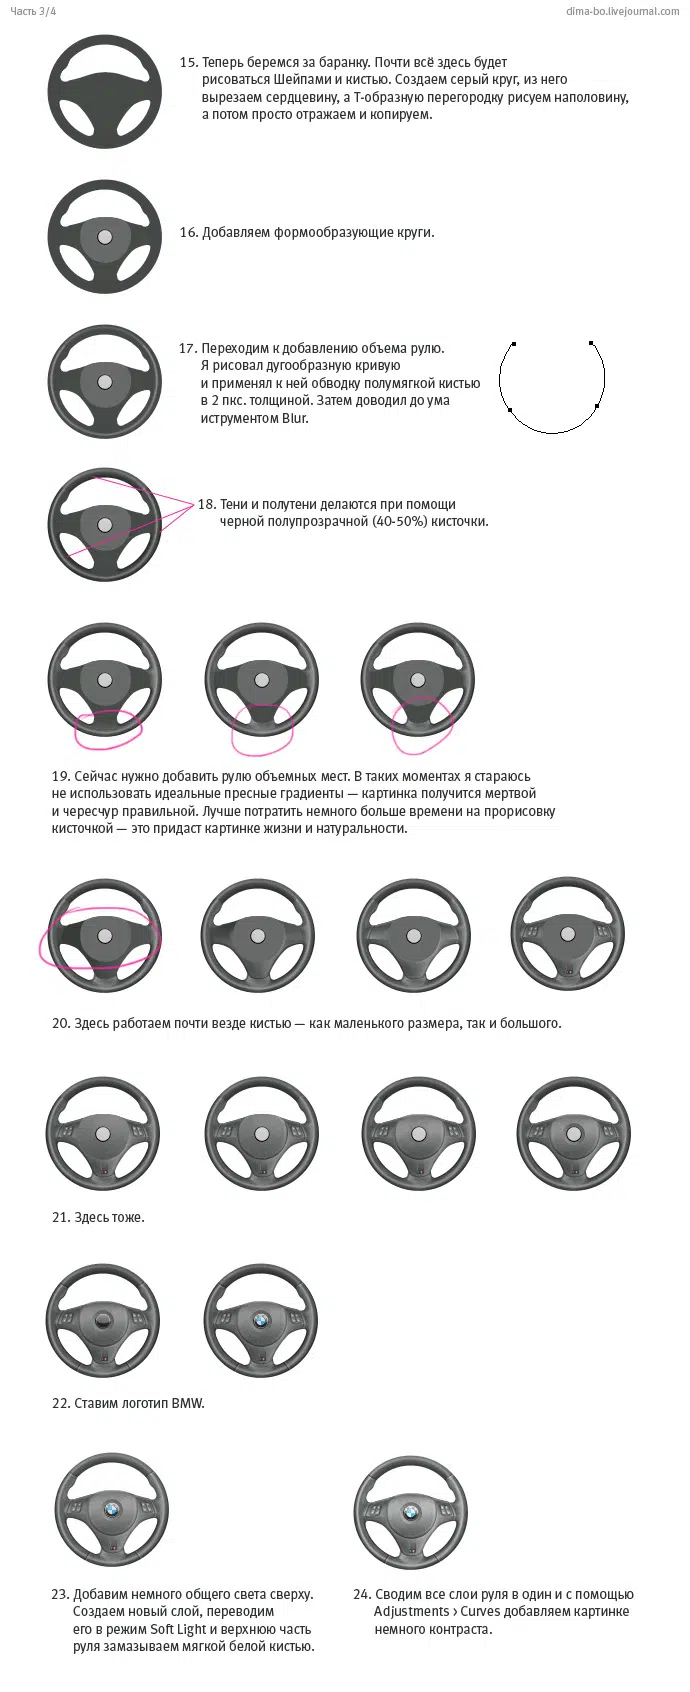 Часть 3/4
dima-bo.livejournal.com
15. Теперь беремся за баранку. Почти всё здесь будет
рисоваться Шейпами и кистью. Создаем серый круг, из него
вырезаем сердцевину, а Т-образную перегородку рисуем наполовину,
а потом просто отражаем и копируем.
16. Добавляем формообразующие круги.
17. Переходим к добавлению объема рулю.
Я рисовал дугообразную кривую
и применял к ней обводку полумягкой кистью
в 2 пкс. толщиной. Затем доводил до ума
иструментом Blur.
18. Тени и полутени делаются при помощи
черной полупрозрачной (40-50%) кисточки.
19. Сейчас нужно добавить рулю объемных мест. В таких моментах я стараюсь
не использовать идеальные пресные градиенты — картинка получится мертвой
и чересчур правильной. Лучше потратить немного больше времени на прорисовку
кисточкой — это придаст картинке жизни и натуральности.
20. Здесь работаем почти везде кистью — как маленького размера, так и большого.
21. Здесь тоже.
22. Ставим логотип BMW.
23. Добавим немного общего света сверху.
Создаем новый слой, переводим
его в режим Soft Light и верхнюю часть
руля замазываем мягкой белой кистью.
24. Сводим все слои руля в один и с помощью
Adjustments › Curves добавляем картинке
немного контраста.